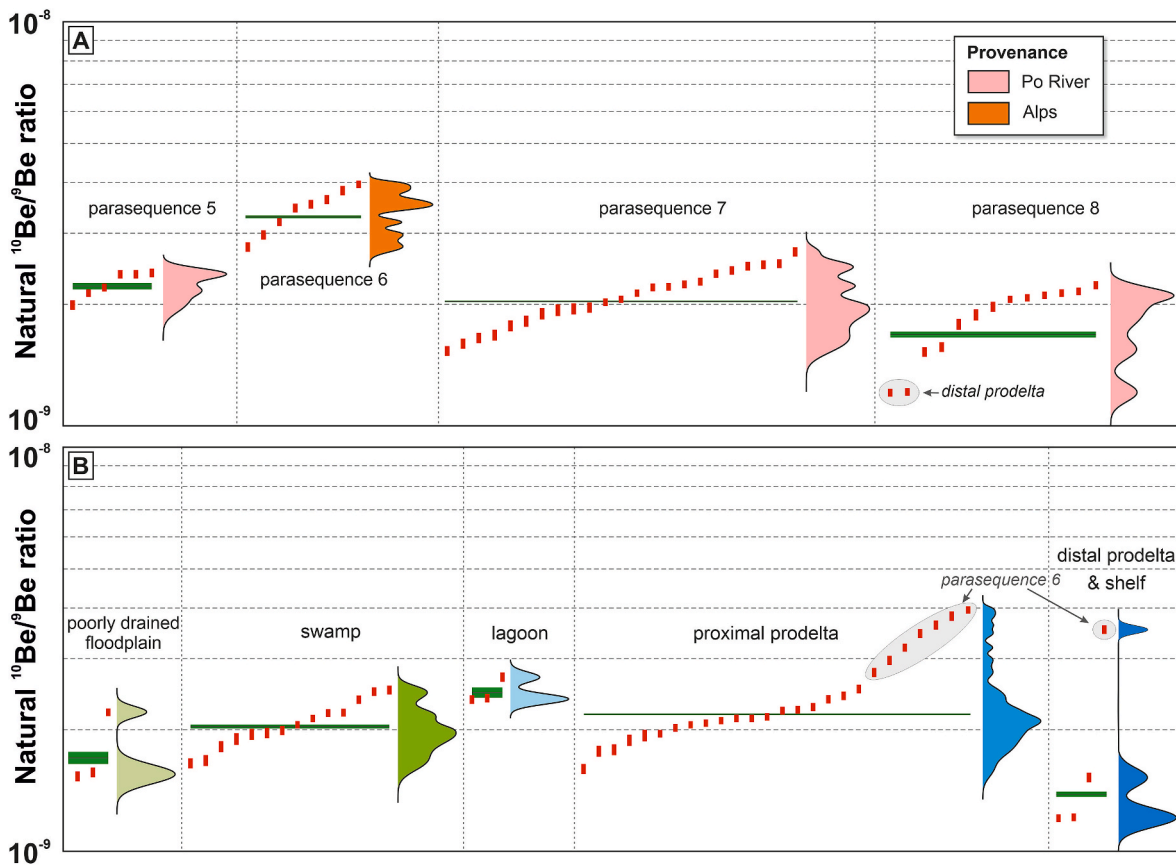 10-8
A
Provenance
Po River
Alps
parasequence 5
parasequence 6
parasequence 7
parasequence 8
distal prodelta
10-9
Natural 10Be/9Be ratio
10-8
B
poorly drained
floodplain
swamp
lagoon
proximal prodelta
parasequence 6
distal prodelta
& shelf
10-9
Natural 10Be/9Be ratio